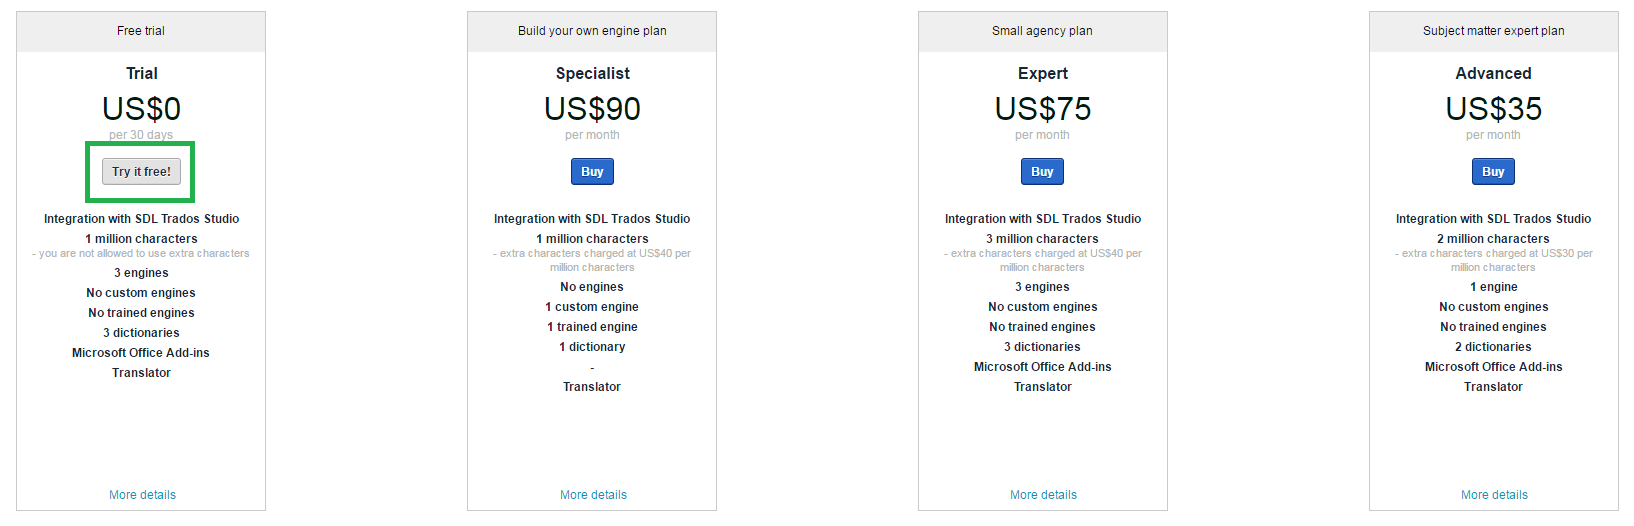 Free trial
Trial
US$0
per 30 days
Try it free!
Integration with SDL Trados Studio
1 million characters
- you are not allowed to use extra characters
3 engines
No custom engines
No trained engines
3 dictionaries
Microsoft Office Add-ins
Translator
More details
Build your own engine plan
Specialist
US$90
per month
Buy
Integration with SDL Trados Studio
1 million characters
- extra characters charged at US$40 per
million characters
No engines
1 custom engine
1 trained engine
1 dictionary
-
Translator
More details
Small agency plan
Expert
US$75
per month
Buy
Integration with SDL Trados Studio
3 million characters
- extra characters charged at US$40 per
million characters
3 engines
No custom engines
No trained engines
3 dictionaries
Microsoft Office Add-ins
Translator
More details
Subject matter expert plan
Advanced
US$35
per month
Buy
Integration with SDL Trados Studio
2 million characters
- extra characters charged at US$30 per
million characters
1 engine
No custom engines
No trained engines
2 dictionaries
Microsoft Office Add-ins
Translator
More details